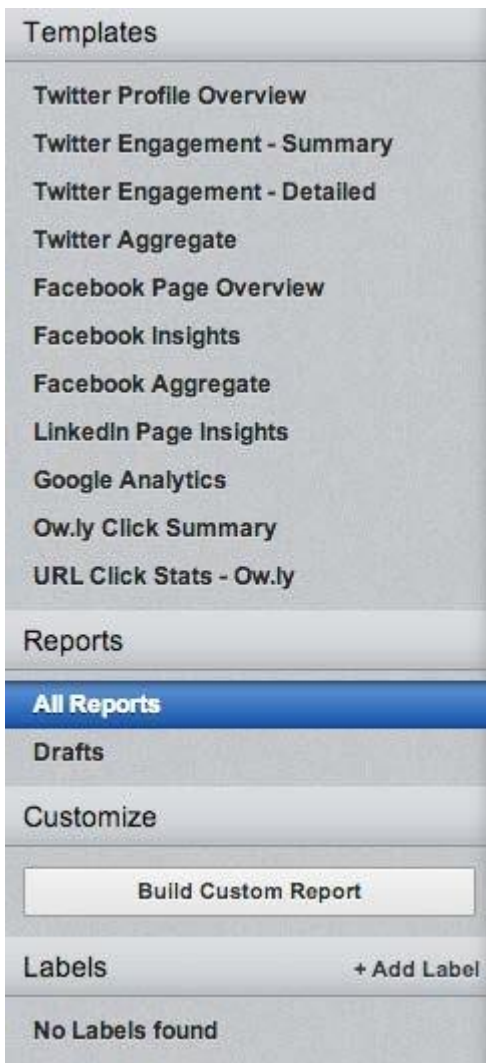 Templates
Twitter Profile Overview
Twitter Engagement - Summary
Twitter Engagement - Detailed
Twitter Aggregate
Facebook Page Overview
Facebook Insights
Facebook Aggregate
LinkedIn Page Insights
Google Analytics
Ow.ly Click Summary
URL Click Stats - Ow.ly
Reports
All Reports
Drafts
Customize
Build Custom Report
Labels + Add Label
No Labels found